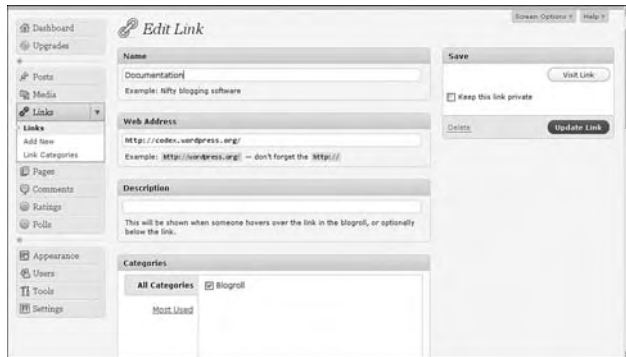 Screen Options
Help
Dashboard
Upgrades
Posts
Media
Links
Links
Add New
Link Categories
Pages
Comments
Ratings
Polls
Appearance
Users
Tools
Settings
Edit Link
Name
Documentation
Example: Nifty blogging software
Web Address
http://codex.wordpress.org/
Example: http://wordpress.org/ — don't forget the http://
Description
This will be shown when someone hovers over the link in the blogroll, or optionally
below the link.
Categories
All Categories
Blogroll
Most Used
Save
Visit Link
Keep this link private
Delete
Update Link